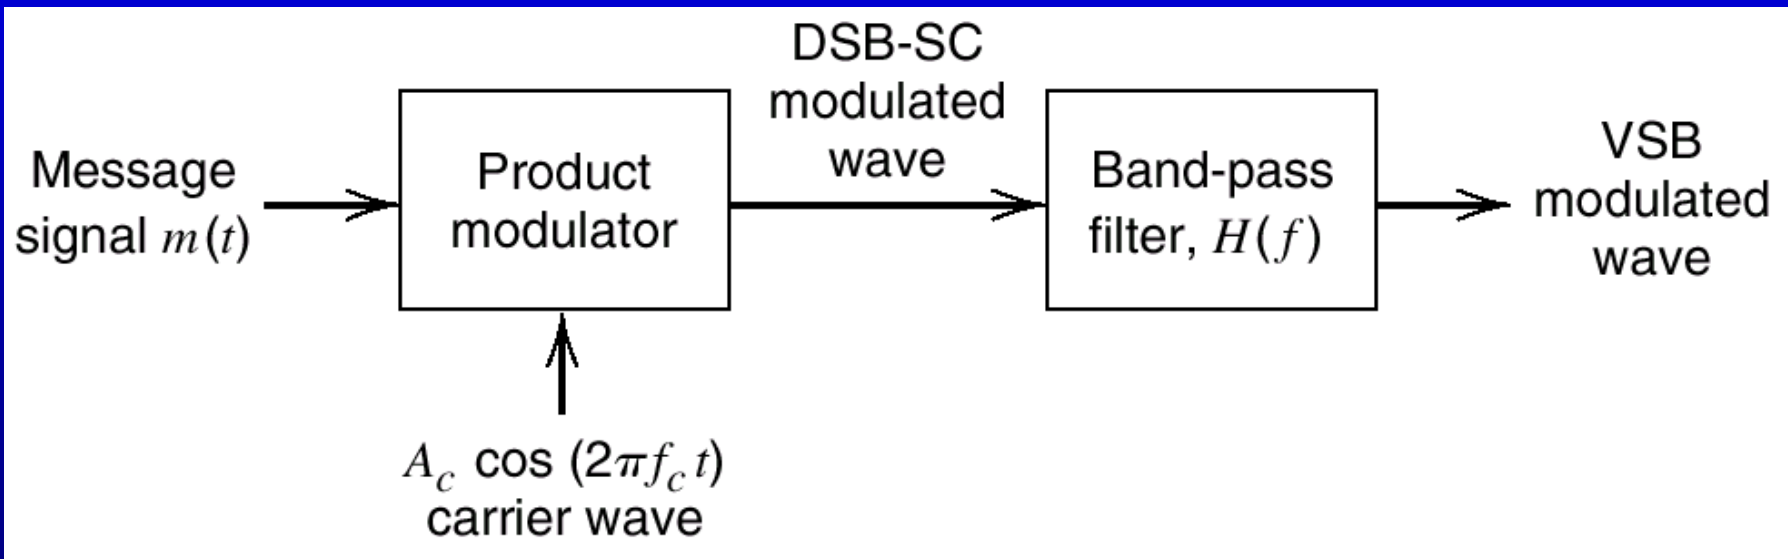 Message
signal m(t)
Product
modulator
A_c cos (2πf_c t)
carrier wave
DSB-SC
modulated
wave
Band-pass
filter, H(f)
VSB
modulated
wave